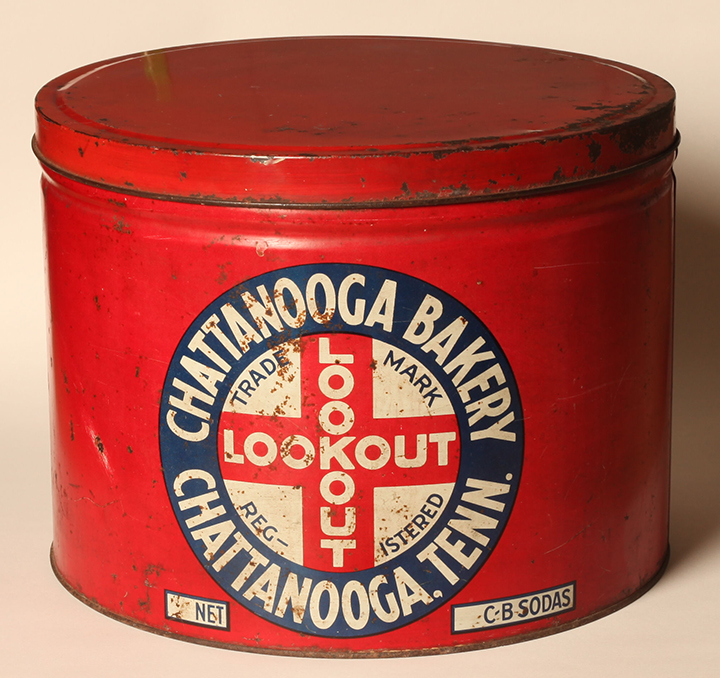 CHATTANOOGA BAKERY
TRADE MARK
LOOKOUT
LOOKOUT
REG-ISTERED
CHATTANOOGA, TENN.
NET
C-B SODAS